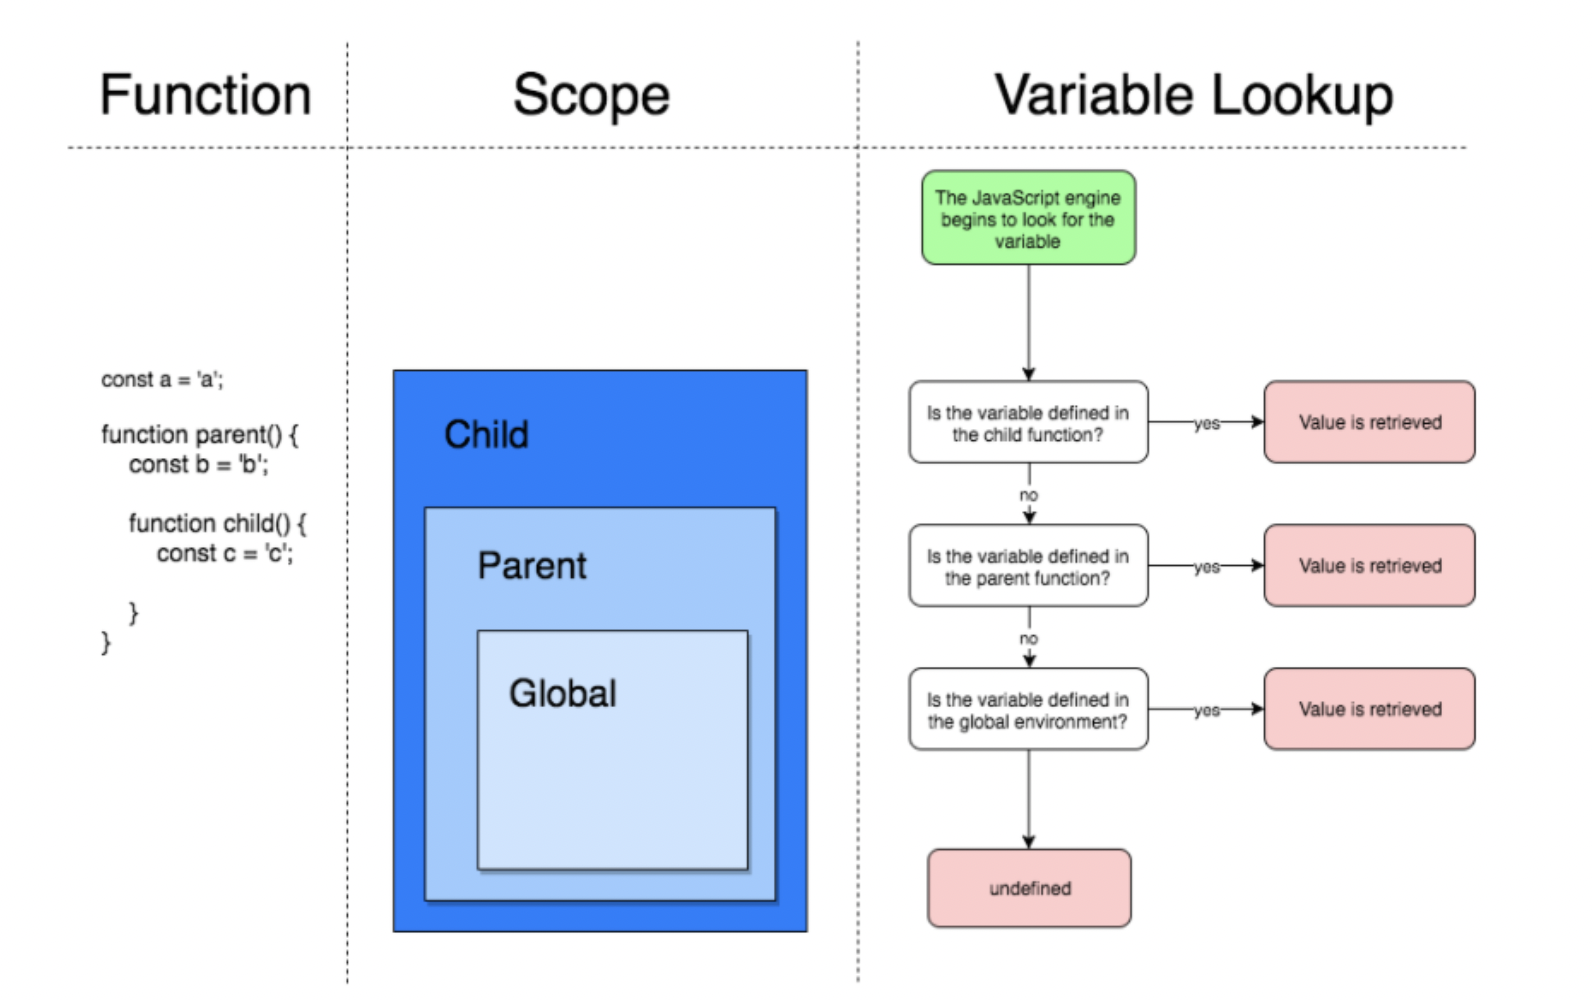 Function
Scope
Variable Lookup
const a = 'a';
function parent() {
const b = 'b';
function child() {
const c = 'c';
}
}
Child
Parent
Global
The JavaScript engine
begins to look for the
variable
Is the variable defined in
the child function?
yes
Value is retrieved
no
Is the variable defined in
the parent function?
yes
Value is retrieved
no
Is the variable defined in
the global environment?
yes
Value is retrieved
undefined